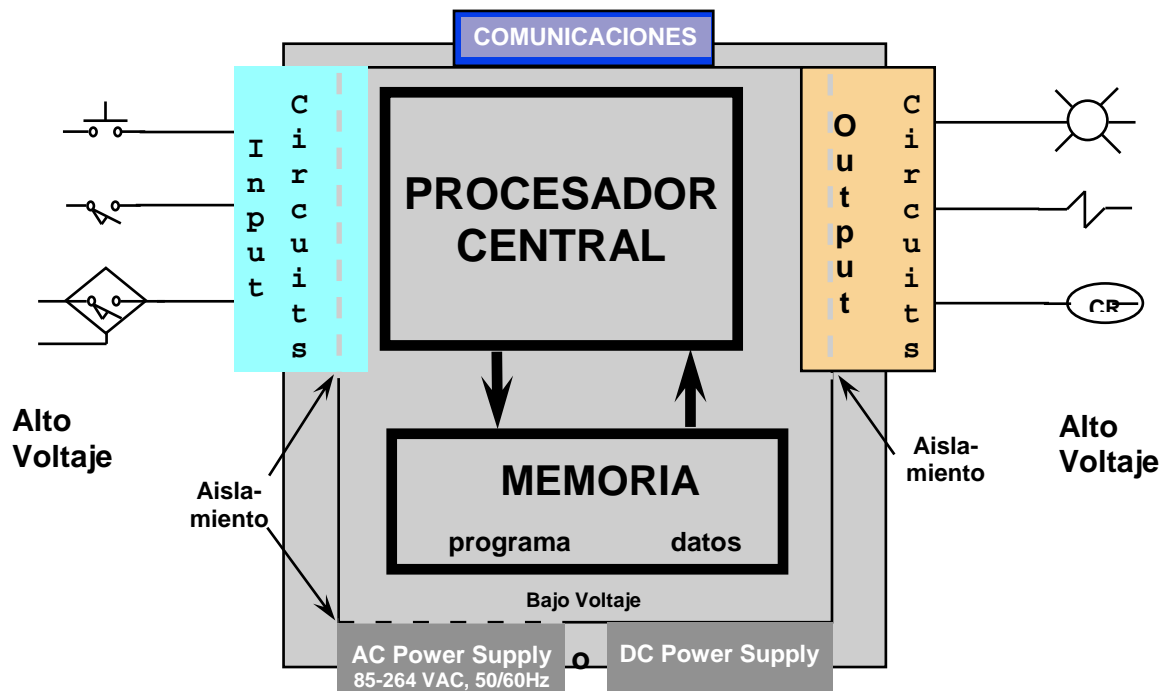 COMUNICACIONES
Input
Circuits
PROCESADOR
CENTRAL
Output
Circuits
CR
Alto
Voltaje
Aisla-
miento
MEMORIA
programa datos
Bajo Voltaje
Aisla-
miento
Alto
Voltaje
AC Power Supply
85-264 VAC, 50/60Hz
o
DC Power Supply